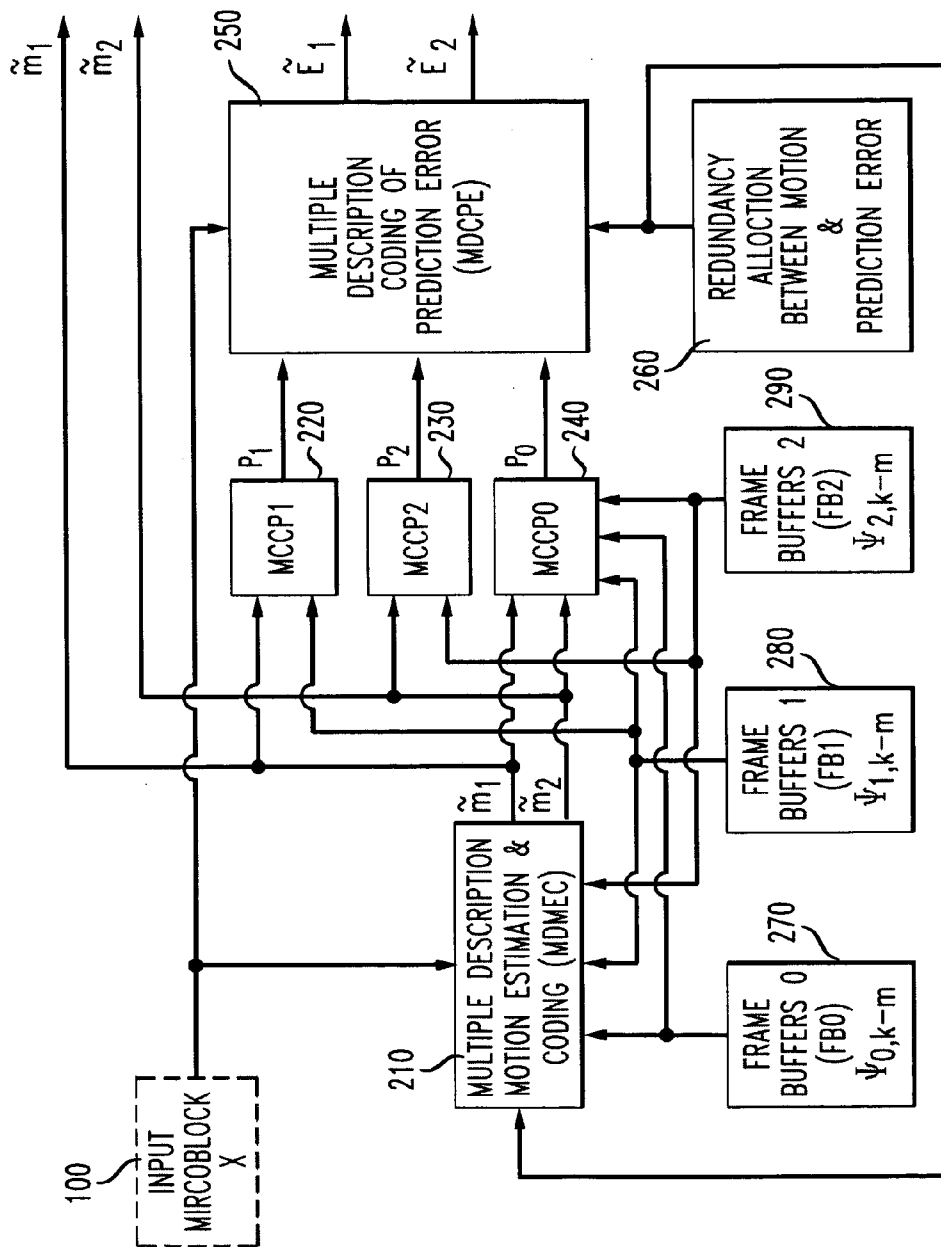 100
INPUT
MIRCOBLOCK
X
m̃1
m̃2
210
MULTIPLE DESCRIPTION
MOTION ESTIMATION &
CODING (MDMEC)
m̃1
m̃2
MCCP1
220
P1
MCCP2
230
P2
MCCP0
240
P0
250
MULTIPLE
DESCRIPTION
CODING OF
PREDICTION ERROR
(MDCPE)
Ẽ1
Ẽ2
260
REDUNDANCY
ALLOCTION
BETWEEN MOTION
&
PREDICTION ERROR
270
FRAME
BUFFERS 0
(FB0)
Ψ0,k−m
280
FRAME
BUFFERS 1
(FB1)
Ψ1,k−m
290
FRAME
BUFFERS 2
(FB2)
Ψ2,k−m